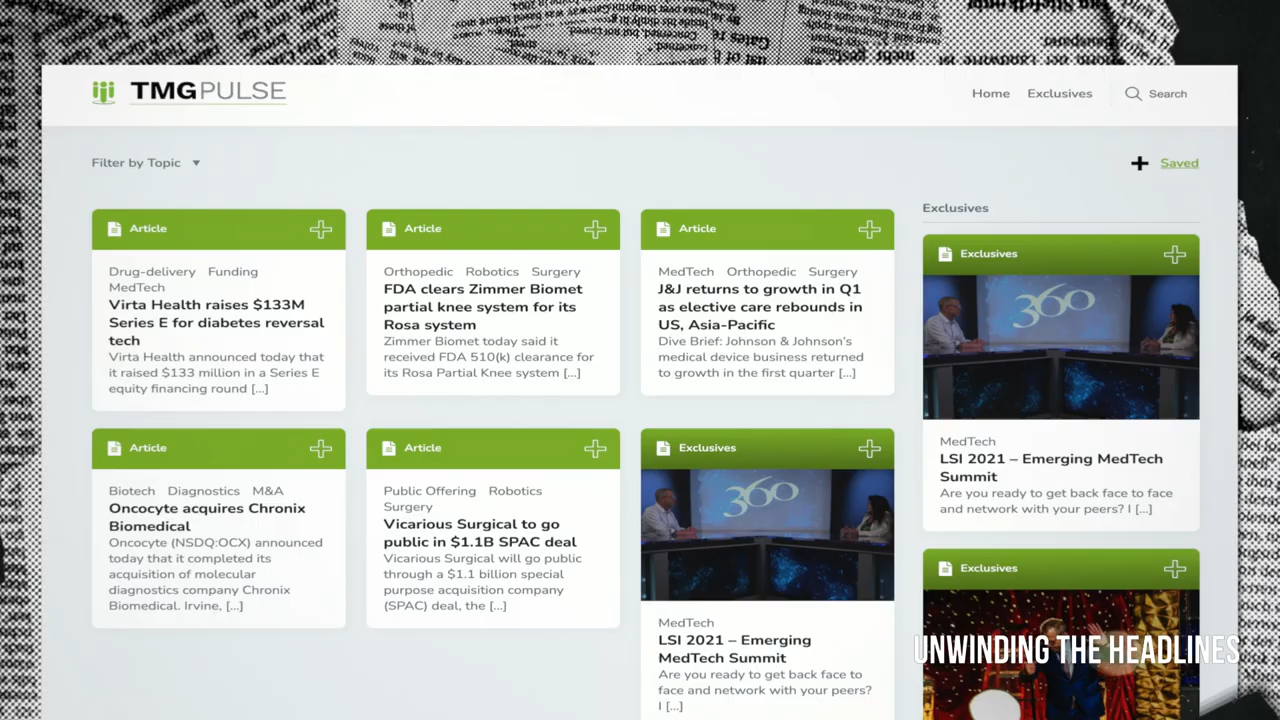 TMGPULSE
Home
Exclusives
Search
Filter by Topic
Saved
Article
Drug-delivery Funding
MedTech
Virta Health raises $133M
Series E for diabetes reversal
tech
Virta Health announced today that
it raised $133 million in a Series E
equity financing round [...]
Article
Orthopedic Robotics Surgery
FDA clears Zimmer Biomet
partial knee system for its
Rosa system
Zimmer Biomet today said it
received FDA 510(k) clearance for
its Rosa Partial Knee system [...]
Article
MedTech Orthopedic Surgery
J&J returns to growth in Q1
as elective care rebounds in
US, Asia-Pacific
Dive Brief: Johnson & Johnson's
medical device business returned
to growth in the first quarter [...]
Article
Biotech Diagnostics M&A
Oncocyte acquires Chronix
Biomedical
Oncocyte (NSDQ:OCX) announced
today that it completed its
acquisition of molecular
diagnostics company Chronix
Biomedical. Irvine, [...]
Article
Public Offering Robotics
Surgery
Vicarious Surgical to go
public in $1.1B SPAC deal
Vicarious Surgical will go public
through a $1.1 billion special
purpose acquisition company
(SPAC) deal, the [...]
Exclusives
360
MedTech
LSI 2021 – Emerging
MedTech Summit
Are you ready to get back face to
face and network with your peers?
I [...]
Exclusives
Exclusives
360
MedTech
LSI 2021 – Emerging MedTech
Summit
Are you ready to get back face to face
and network with your peers? I [...]
Exclusives
UNWINDING THE HEADLINES